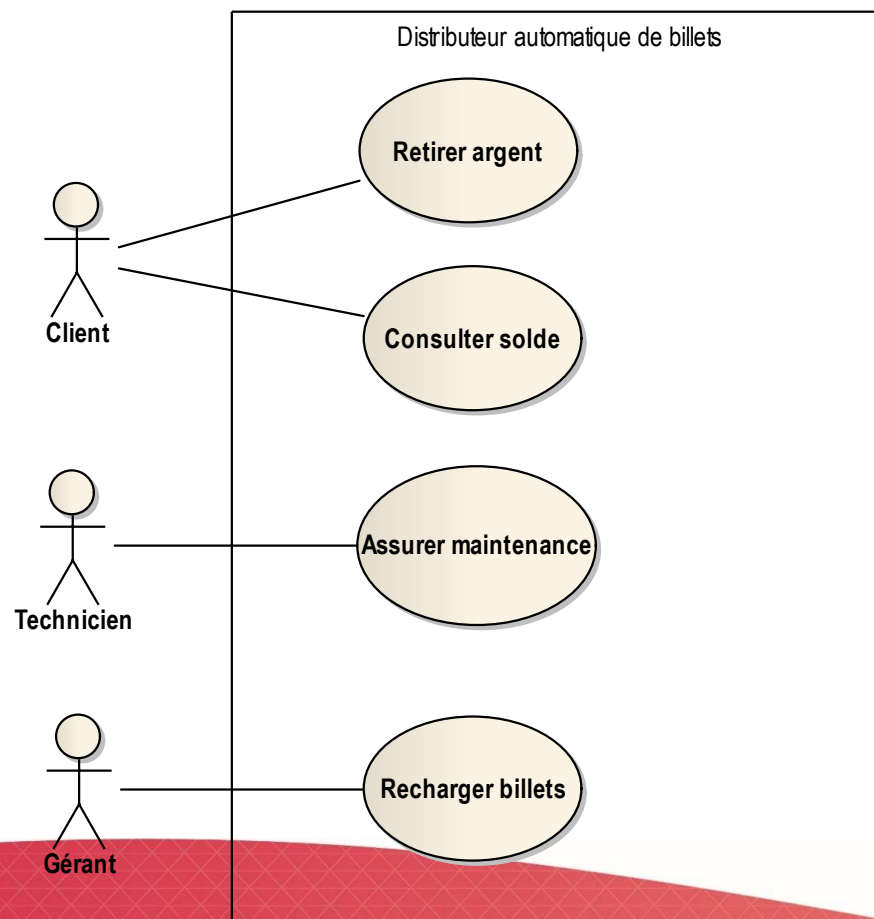 Distributeur automatique de billets
Retirer argent
Client
Consulter solde
Assurer maintenance
Technicien
Recharger billets
Gérant